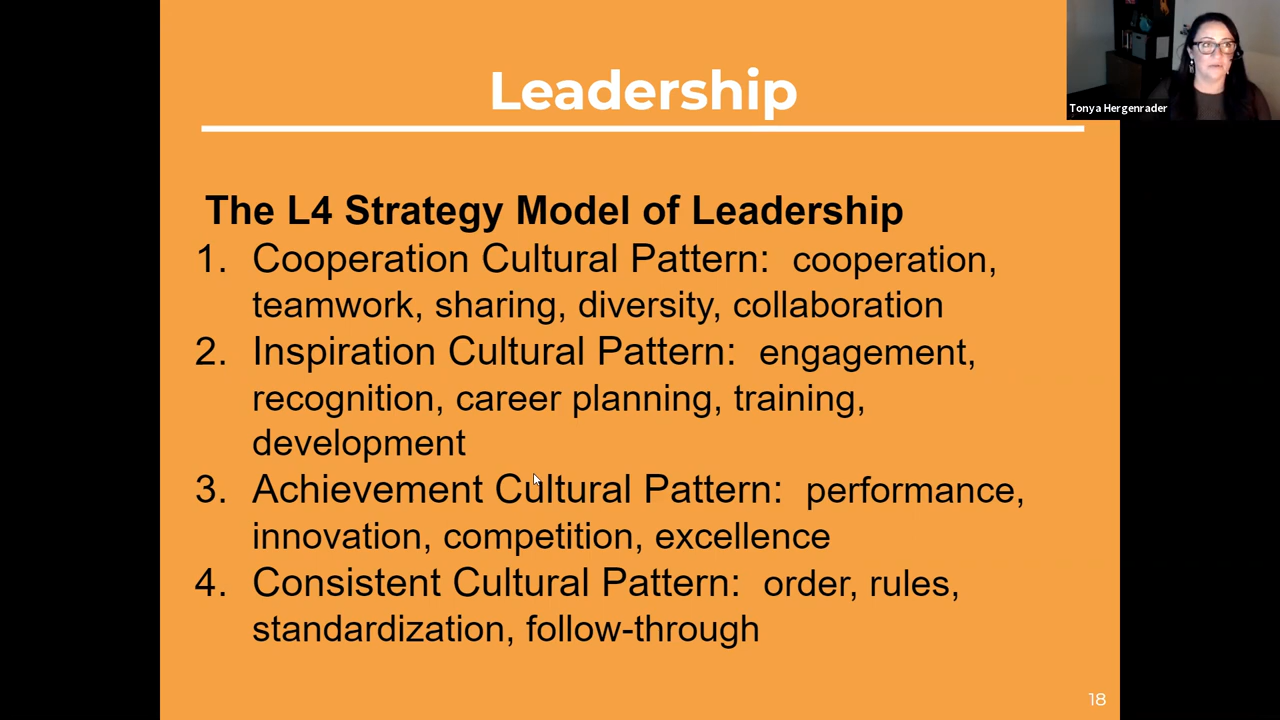 Leadership
Tonya Hergenrader
The L4 Strategy Model of Leadership
1. Cooperation Cultural Pattern: cooperation,
teamwork, sharing, diversity, collaboration
2. Inspiration Cultural Pattern: engagement,
recognition, career planning, training,
development
3. Achievement Cultural Pattern: performance,
innovation, competition, excellence
4. Consistent Cultural Pattern: order, rules,
standardization, follow-through
18